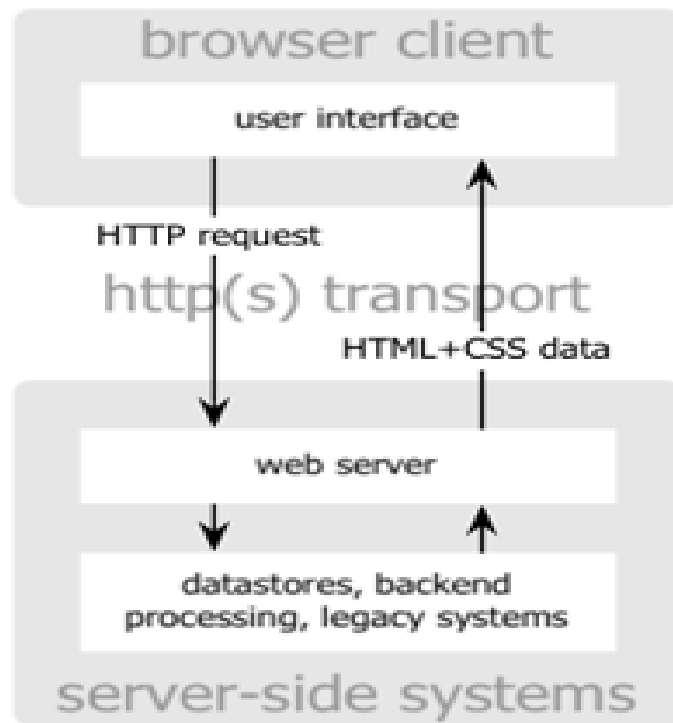 browser client
user interface
HTTP request
http(s) transport
HTML+CSS data
web server
datastores, backend
processing, legacy systems
server-side systems